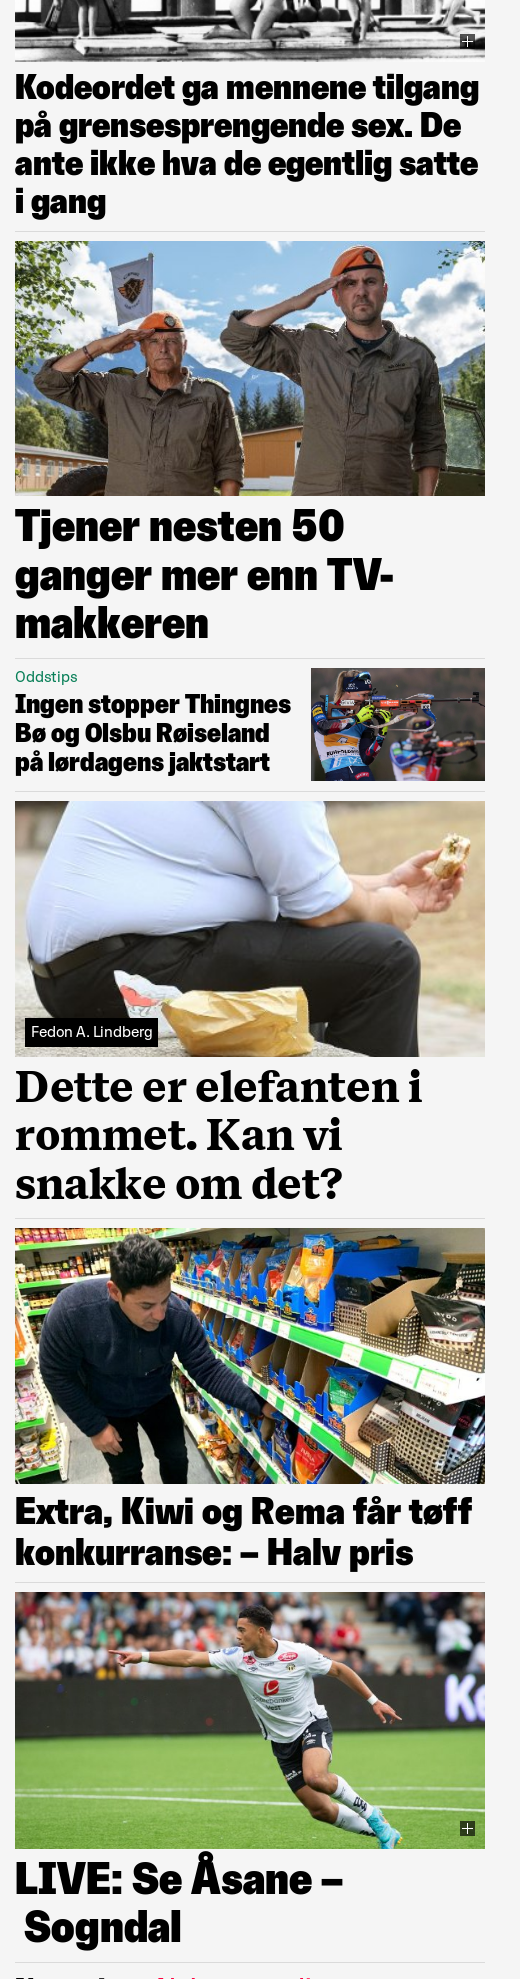 Kodeordet ga mennene tilgang
på grensesprengende sex. De
ante ikke hva de egentlig satte
i gang
Tjener nesten 50
ganger mer enn TV-
makkeren
Oddstips
Ingen stopper Thingnes
Bø og Olsbu Røiseland
på lørdagens jaktstart
Fedon A. Lindberg
Dette er elefanten i
rommet. Kan vi
snakke om det?
Extra, Kiwi og Rema får tøff
konkurranse: – Halv pris
LIVE: Se Åsane –
Sogndal